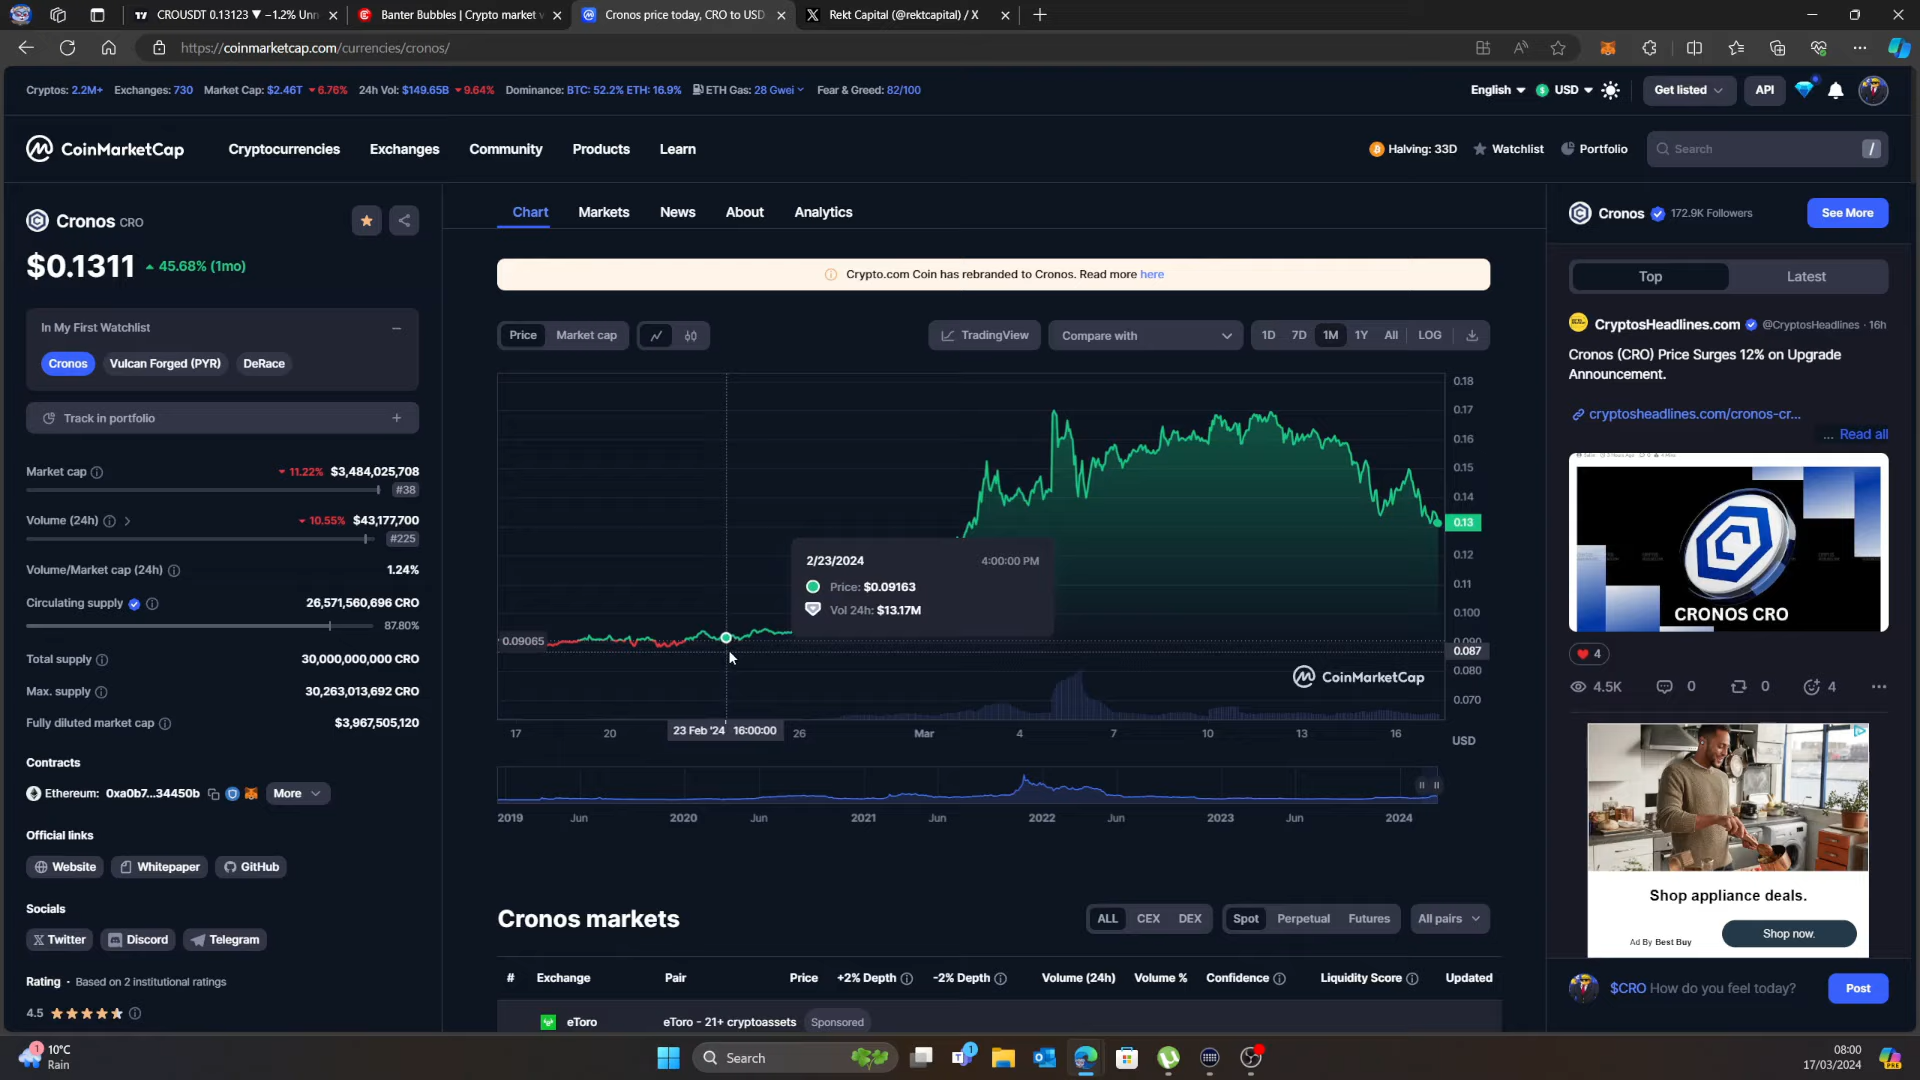 CROUSDT 0.13123 ▼ −1.2% Unn
Banter Bubbles | Crypto market v
Cronos price today, CRO to USD
Rekt Capital (@rektcapital) / X
https://coinmarketcap.com/currencies/cronos/
Cryptos: 2.2M+ Exchanges: 730 Market Cap: $2.46T 6.76% 24h Vol: $149.65B 9.64% Dominance: BTC: 52.2% ETH: 16.9% ETH Gas: 28 Gwei Fear & Greed: 82/100
English USD Get listed API
CoinMarketCap Cryptocurrencies Exchanges Community Products Learn
Halving: 33D Watchlist Portfolio Search /
Cronos CRO
$0.1311 45.68% (1mo)
In My First Watchlist
Cronos Vulcan Forged (PYR) DeRace
Track in portfolio +
Market cap 11.22% $3,484,025,708
#38
Volume (24h) 10.55% $43,177,700
#225
Volume/Market cap (24h) 1.24%
Circulating supply 26,571,560,696 CRO
87.80%
Total supply 30,000,000,000 CRO
Max. supply 30,263,013,692 CRO
Fully diluted market cap $3,967,505,120
Contracts
Ethereum: 0xa0b7...34450b More
Official links
Website Whitepaper GitHub
Socials
Twitter Discord Telegram
Rating · Based on 2 institutional ratings
4.5
Chart Markets News About Analytics
Crypto.com Coin has rebranded to Cronos. Read more here
Price Market cap TradingView Compare with 1D 7D 1M 1Y All LOG
0.18
0.17
0.16
0.15
0.14
0.13
0.12
0.11
0.100
0.090
0.087
0.080
0.070
0.09065
2/23/2024 4:00:00 PM
Price: $0.09163
Vol 24h: $13.17M
CoinMarketCap
17 20 23 Feb '24 16:00:00 26 Mar 4 7 10 13 16 USD
2019 Jun 2020 Jun 2021 Jun 2022 Jun 2023 Jun 2024
Cronos markets
ALL CEX DEX Spot Perpetual Futures All pairs
# Exchange Pair Price +2% Depth -2% Depth Volume (24h) Volume % Confidence Liquidity Score Updated
eToro eToro - 21+ cryptoassets Sponsored
Cronos 172.9K Followers See More
Top Latest
CryptosHeadlines.com @CryptosHeadlines · 16h
Cronos (CRO) Price Surges 12% on Upgrade
Announcement.
cryptosheadlines.com/cronos-cr...
... Read all
CRONOS CRO
4
4.5K 0 0 4
Shop appliance deals.
Ad By Best Buy Shop now.
$CRO How do you feel today? Post
1 10°C
Rain
Search
1
08:00
17/03/2024
PRE